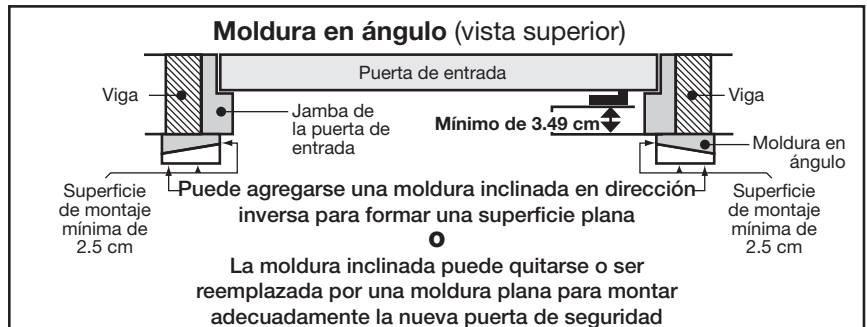 Moldura en ángulo (vista superior)
Puerta de entrada
Viga
Jamba de
la puerta de
entrada
Mínimo de 3.49 cm
Viga
Moldura en
ángulo
Superficie
de montaje
mínima de
2.5 cm
Puede agregarse una moldura inclinada en dirección
inversa para formar una superficie plana
o
La moldura inclinada puede quitarse o ser
reemplazada por una moldura plana para montar
adecuadamente la nueva puerta de seguridad
Superficie
de montaje
mínima de
2.5 cm